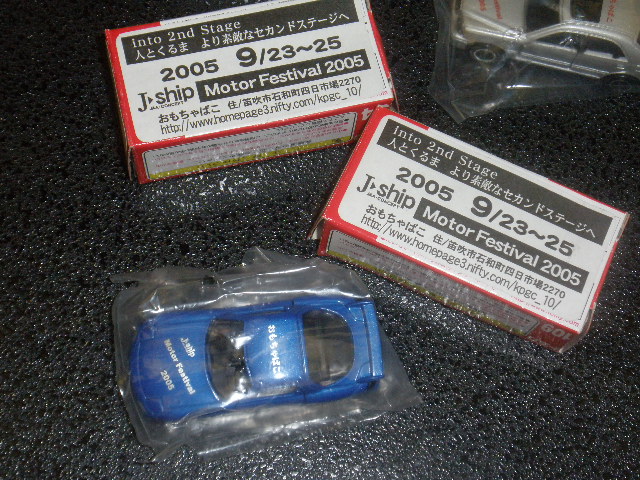 into 2nd Stage
人とくるま より素敵なセカンドステージへ
2005 9/23～25
J▶ship Motor Festival 2005
おもちゃばこ 住/笛吹市石和町四日市場2270
http://www.homepage3.nifty.com/kpgc_10/
into 2nd Stage
人とくるま より素敵なセカンドステージへ
2005 9/23～25
J▶ship Motor Festival 2005
おもちゃばこ 住/笛吹市石和町四日市場2270
http://www.homepage3.nifty.com/kpgc_10/
J▶ship
Motor Festival
2005
おもちゃばこ